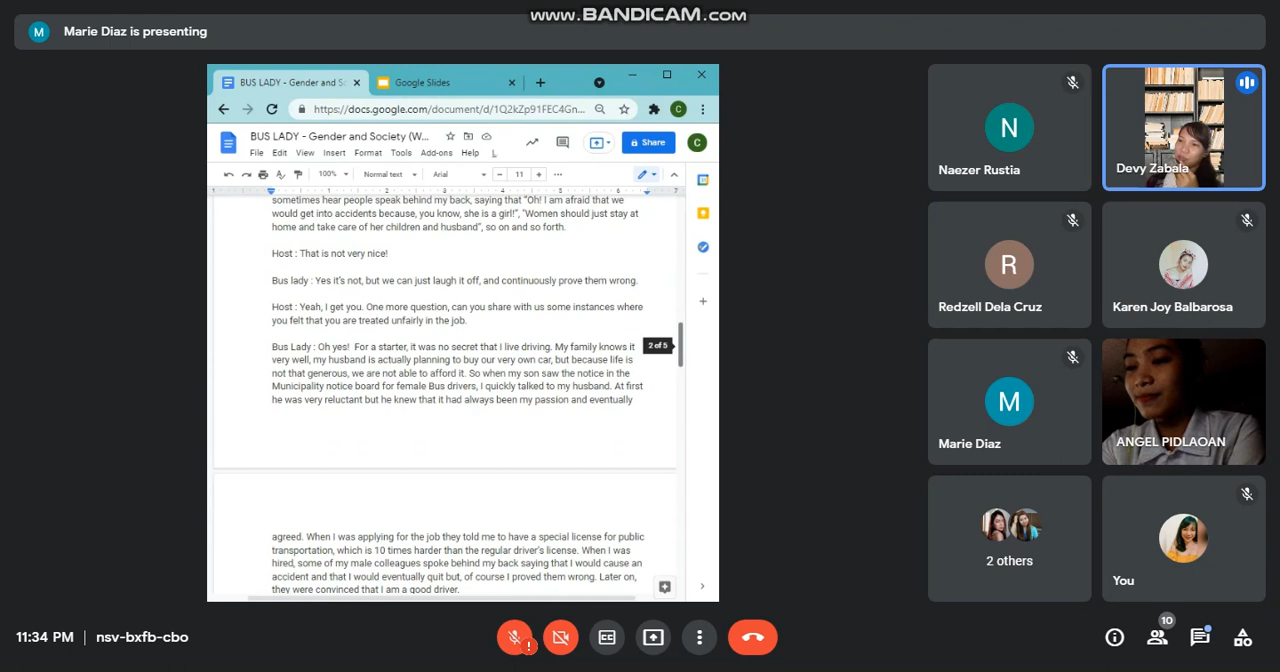 www.BANDICAM.com
M Marie Diaz is presenting
BUS LADY - Gender and So
Google Slides
https://docs.google.com/document/d/1Q2kZp91FEC4Gn...
C
BUS LADY - Gender and Society (W...
File Edit View Insert Format Tools Add-ons Help
Share
C
100% Normal text Arial 11
1 1 2 3 4 5 6 7
sometimes hear people speak behind my back, saying that "Oh! I am afraid that we
would get into accidents because, you know, she is a girl!", "Women should just stay at
home and take care of her children and husband", so on and so forth.
Host : That is not very nice!
Bus lady : Yes it's not, but we can just laugh it off, and continuously prove them wrong.
Host : Yeah, I get you. One more question, can you share with us some instances where
you felt that you are treated unfairly in the job.
Bus Lady : Oh yes! For a starter, it was no secret that I live driving. My family knows it
very well, my husband is actually planning to buy our very own car, but because life is
not that generous, we are not able to afford it. So when my son saw the notice in the
Municipality notice board for female Bus drivers, I quickly talked to my husband. At first
he was very reluctant but he knew that it had always been my passion and eventually
2 of 5
agreed. When I was applying for the job they told me to have a special license for public
transportation, which is 10 times harder than the regular driver's license. When I was
hired, some of my male colleagues spoke behind my back saying that I would cause an
accident and that I would eventually quit but, of course I proved them wrong. Later on,
they were convinced that I am a good driver.
N
Naezer Rustia
Devy Zabala
R
Redzell Dela Cruz
Karen Joy Balbarosa
M
Marie Diaz
ANGEL PIDLAOAN
2 others
You
11:34 PM | nsv-bxfb-cbo
10